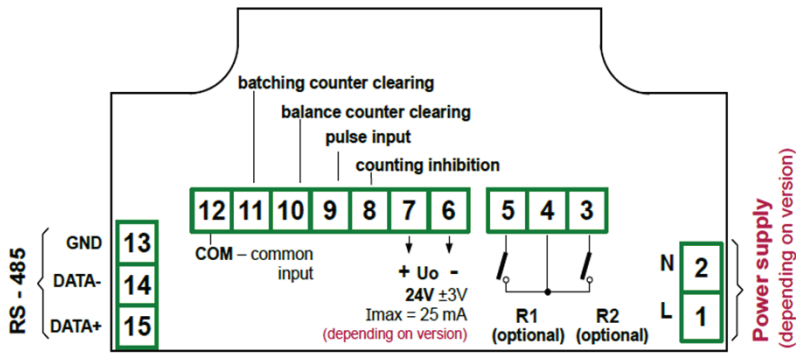 batching counter clearing
balance counter clearing
pulse input
counting inhibition
12 11 10 9 8 7 6 5 4 3
COM – common
input
+ Uo -
24V ±3V
Imax = 25 mA
(depending on version)
R1
(optional)
R2
(optional)
RS - 485
GND 13
DATA- 14
DATA+ 15
N 2
L 1
Power supply
(depending on version)